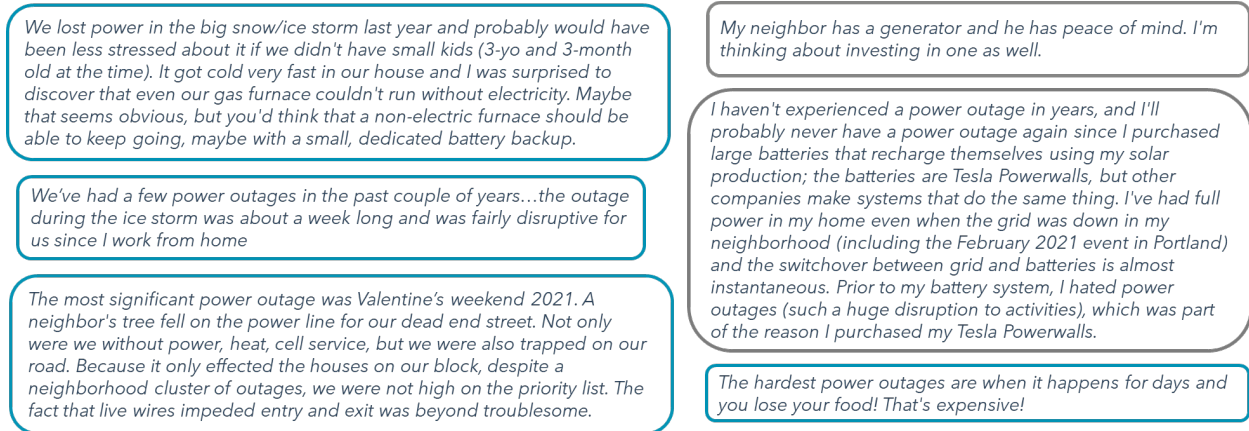 We lost power in the big snow/ice storm last year and probably would have
been less stressed about it if we didn't have small kids (3-yo and 3-month
old at the time). It got cold very fast in our house and I was surprised to
discover that even our gas furnace couldn't run without electricity. Maybe
that seems obvious, but you'd think that a non-electric furnace should be
able to keep going, maybe with a small, dedicated battery backup.
We've had a few power outages in the past couple of years…the outage
during the ice storm was about a week long and was fairly disruptive for
us since I work from home
The most significant power outage was Valentine's weekend 2021. A
neighbor's tree fell on the power line for our dead end street. Not only
were we without power, heat, cell service, but we were also trapped on our
road. Because it only effected the houses on our block, despite a
neighborhood cluster of outages, we were not high on the priority list. The
fact that live wires impeded entry and exit was beyond troublesome.
My neighbor has a generator and he has peace of mind. I'm
thinking about investing in one as well.
I haven't experienced a power outage in years, and I'll
probably never have a power outage again since I purchased
large batteries that recharge themselves using my solar
production; the batteries are Tesla Powerwalls, but other
companies make systems that do the same thing. I've had full
power in my home even when the grid was down in my
neighborhood (including the February 2021 event in Portland)
and the switchover between grid and batteries is almost
instantaneous. Prior to my battery system, I hated power
outages (such a huge disruption to activities), which was part
of the reason I purchased my Tesla Powerwalls.
The hardest power outages are when it happens for days and
you lose your food! That's expensive!